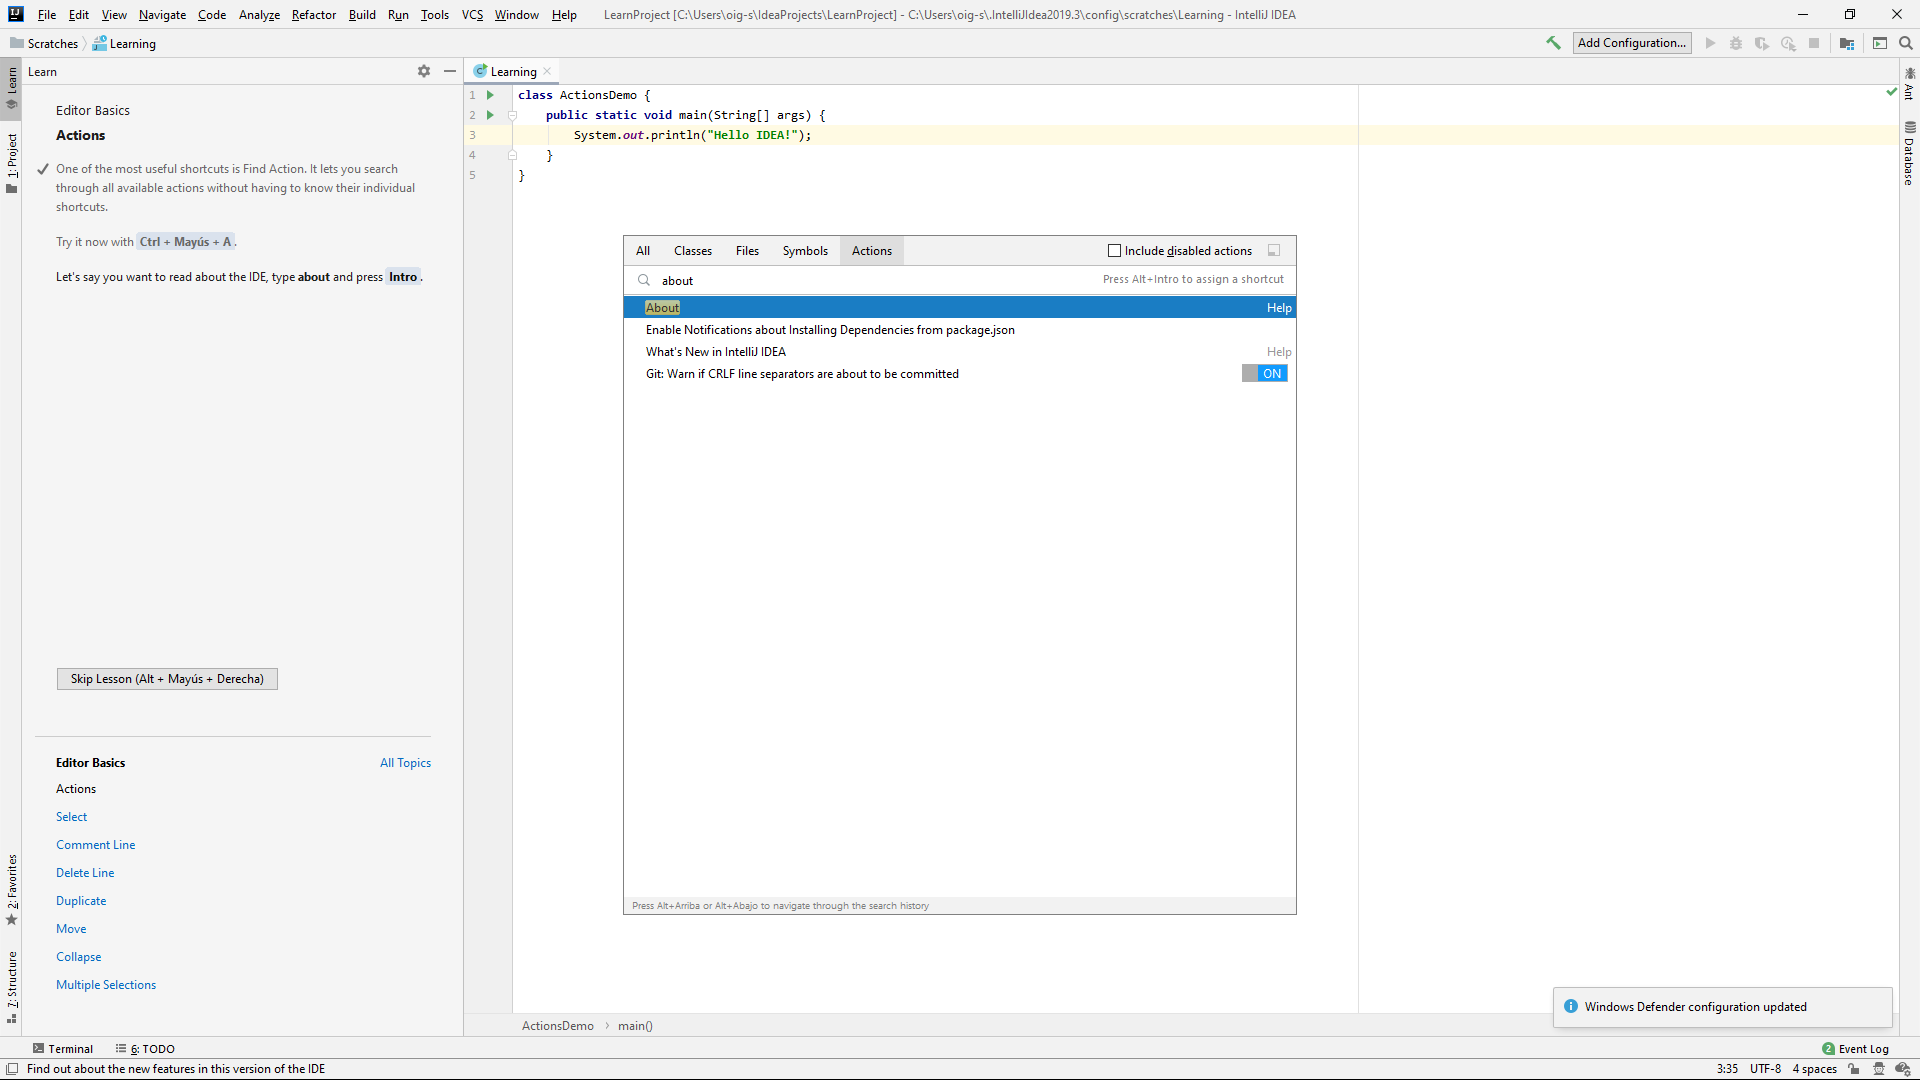 File Edit View Navigate Code Analyze Refactor Build Run Tools VCS Window Help LearnProject [C:\Users\oig-s\IdeaProjects\LearnProject] - C:\Users\oig-s\.IntelliJIdea2019.3\config\scratches\Learning - IntelliJ IDEA
Scratches Learning
Add Configuration...
Learn
1: Project
2: Favorites
7: Structure
Learn
Editor Basics
Actions
One of the most useful shortcuts is Find Action. It lets you search
through all available actions without having to know their individual
shortcuts.
Try it now with Ctrl + Mayús + A.
Let's say you want to read about the IDE, type about and press Intro.
Skip Lesson (Alt + Mayús + Derecha)
Editor Basics All Topics
Actions
Select
Comment Line
Delete Line
Duplicate
Move
Collapse
Multiple Selections
Learning
1 class ActionsDemo {
2 public static void main(String[] args) {
3 System.out.println("Hello IDEA!");
4 }
5 }
All Classes Files Symbols Actions Include disabled actions
about Press Alt+Intro to assign a shortcut
About Help
Enable Notifications about Installing Dependencies from package.json
What's New in IntelliJ IDEA Help
Git: Warn if CRLF line separators are about to be committed ON
Press Alt+Arriba or Alt+Abajo to navigate through the search history
ActionsDemo main()
Ant
Database
Windows Defender configuration updated
Terminal 6: TODO 2 Event Log
Find out about the new features in this version of the IDE 3:35 UTF-8 4 spaces